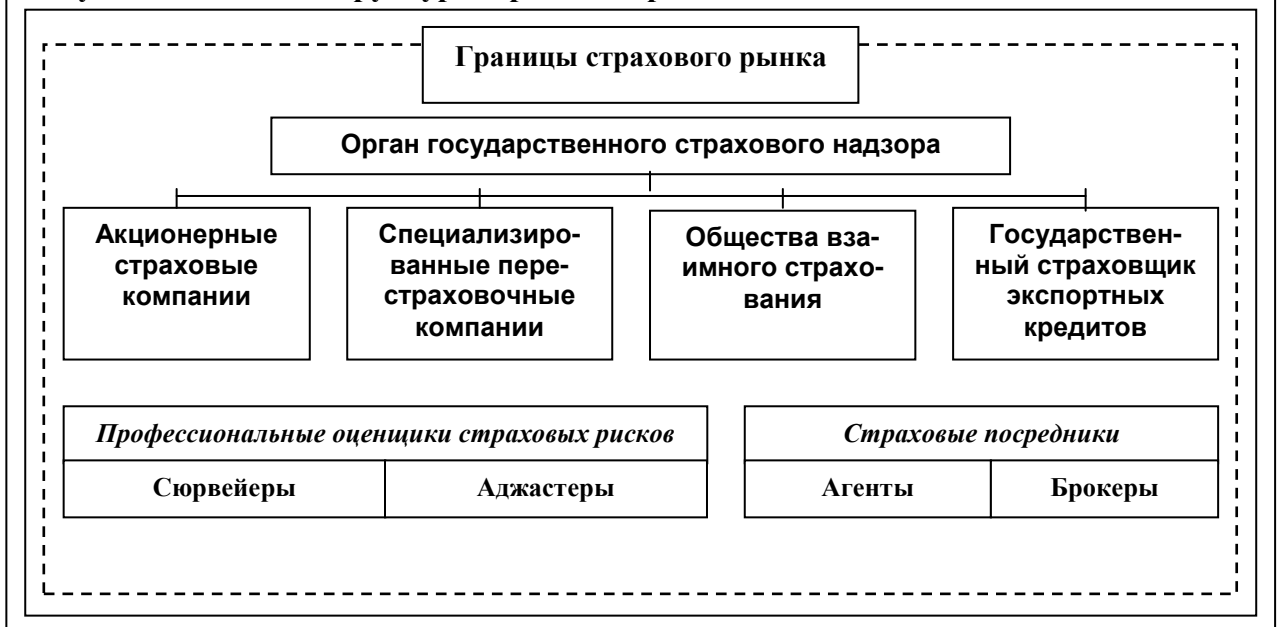 Границы страхового рынка
Орган государственного страхового надзора
Акционерные
страховые
компании
Специализиро-
ванные пере-
страховочные
компании
Общества вза-
имного страхо-
вания
Государствен-
ный страховщик
экспортных
кредитов
Профессиональные оценщики страховых рисков
Сюрвейеры
Аджастеры
Страховые посредники
Агенты
Брокеры